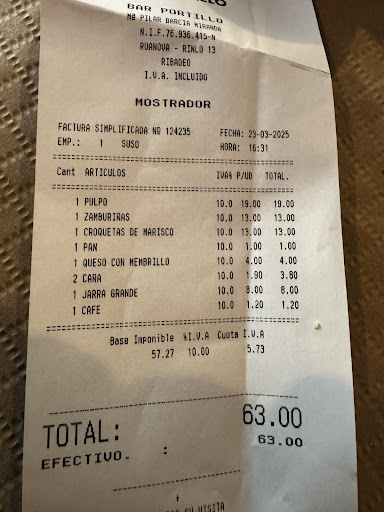 BAR PORTILLO
Mª PILAR BARCIA MIRANDA
N.I.F.76.936.415-N
RUANOVA - RINLO 13
RIBADEO
I.V.A. INCLUIDO
MOSTRADOR
FACTURA SIMPLIFICADA Nº 124235 FECHA: 23-03-2025
EMP.: 1 SUSO HORA: 16:31
Cant ARTICULOS IVA% P/UD TOTAL.
1 PULPO 10.0 19.00 19.00
1 ZAMBURIÑAS 10.0 13.00 13.00
1 CROQUETAS DE MARISCO 10.0 13.00 13.00
1 PAN 10.0 1.00 1.00
1 QUESO CON MEMBRILLO 10.0 4.00 4.00
2 CAÑA 10.0 1.90 3.80
1 JARRA GRANDE 10.0 8.00 8.00
1 CAFE 10.0 1.20 1.20
Base Imponible %I.V.A Cuota I.V.A
57.27 10.00 5.73
TOTAL: 63.00
EFECTIVO. : 63.00
SU VISITA